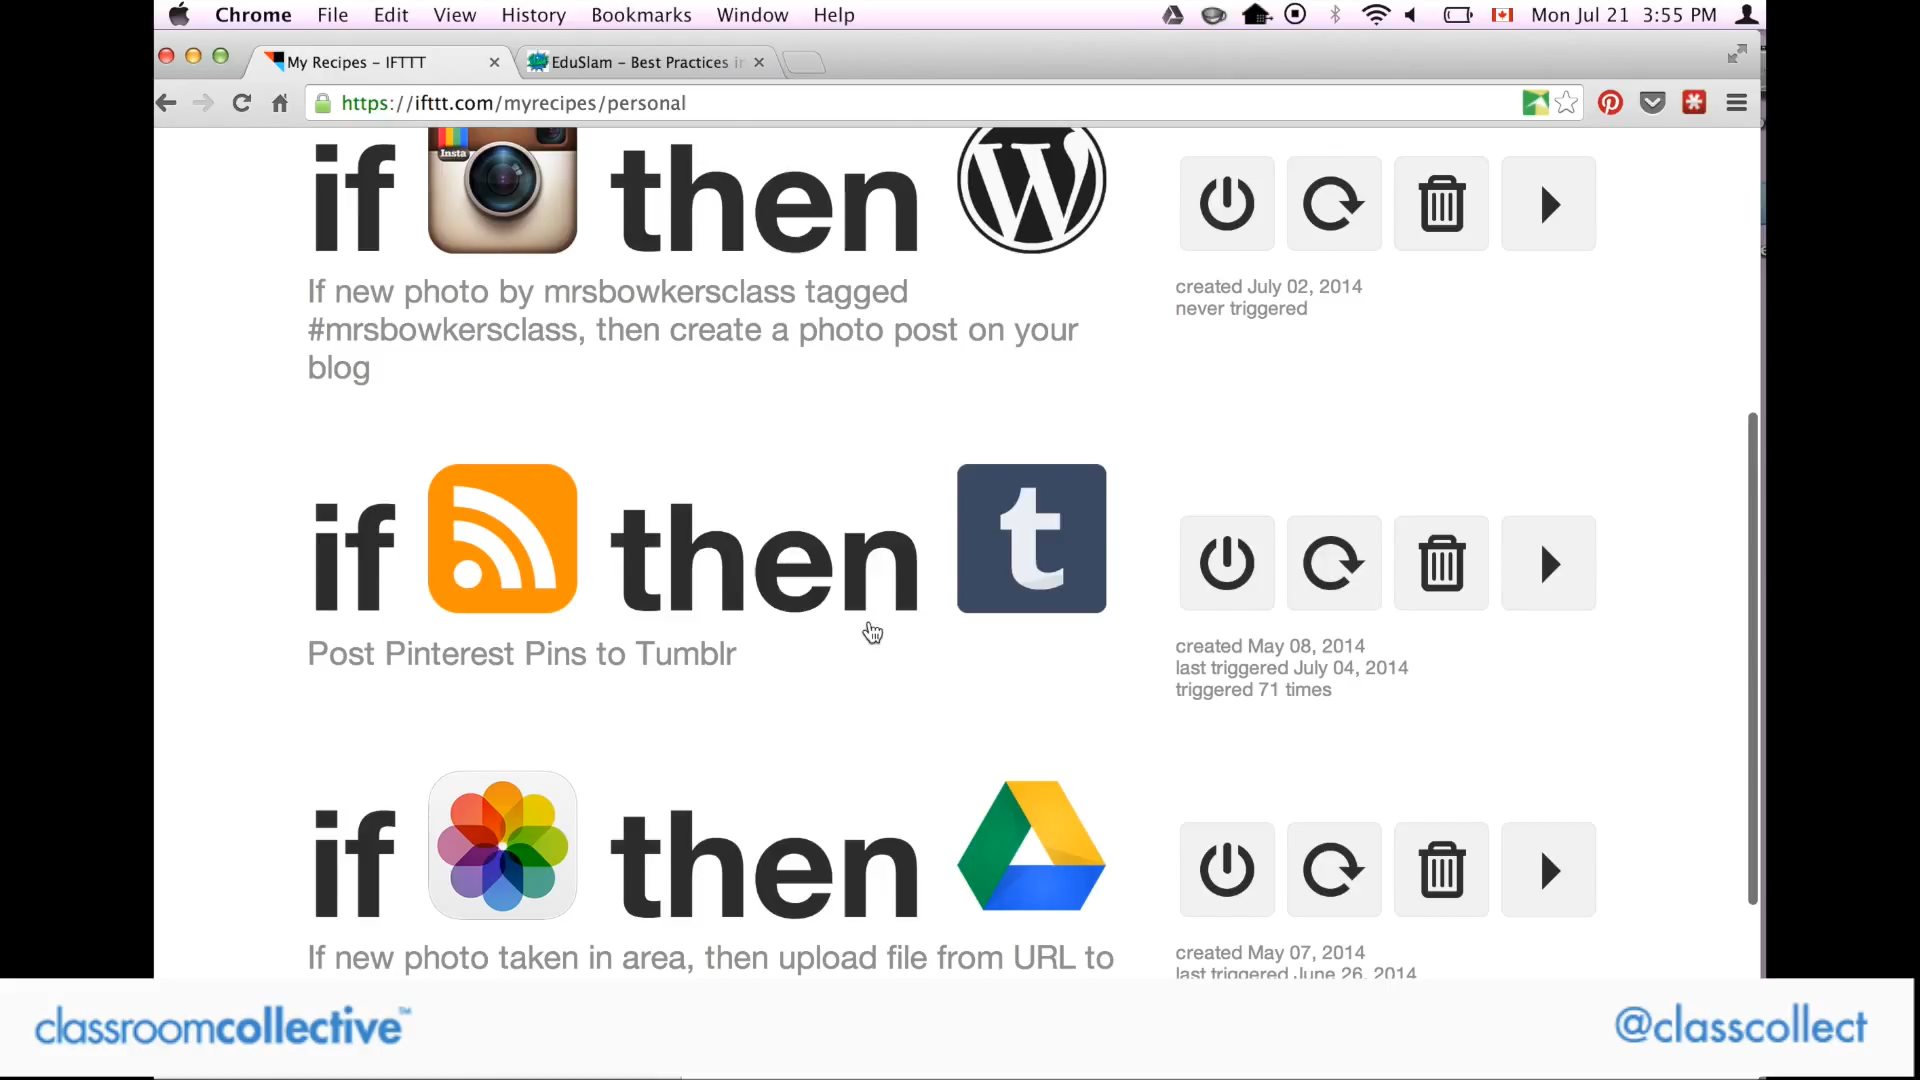 Chrome File Edit View History Bookmarks Window Help Mon Jul 21 3:55 PM
My Recipes - IFTTT EduSlam - Best Practices in
https://ifttt.com/myrecipes/personal
Insta
if then W
If new photo by mrsbowkersclass tagged
#mrsbowkersclass, then create a photo post on your
blog
created July 02, 2014
never triggered
if then t
Post Pinterest Pins to Tumblr
created May 08, 2014
last triggered July 04, 2014
triggered 71 times
if then
If new photo taken in area, then upload file from URL to
created May 07, 2014
last triggered June 26, 2014
classroomcollective™ @classcollect